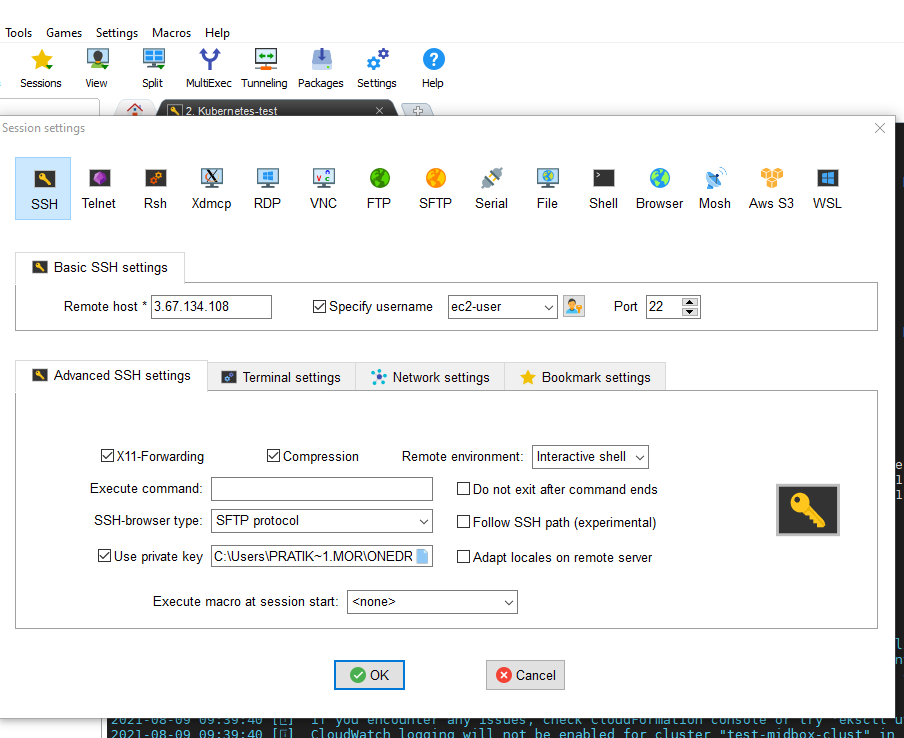 Tools Games Settings Macros Help
Sessions View Split MultiExec Tunneling Packages Settings Help
2. Kubernetes-test
Session settings
SSH Telnet Rsh Xdmcp RDP VNC FTP SFTP Serial File Shell Browser Mosh Aws S3 WSL
Basic SSH settings
Remote host * 3.67.134.108 Specify username ec2-user Port 22
Advanced SSH settings Terminal settings Network settings Bookmark settings
X11-Forwarding Compression Remote environment: Interactive shell
Execute command: Do not exit after command ends
SSH-browser type: SFTP protocol Follow SSH path (experimental)
Use private key C:\Users\PRATIK~1.MOR\ONEDR Adapt locales on remote server
Execute macro at session start: <none>
OK Cancel
2021-08-09 09:39:40 [ℹ] if you encounter any issues, check CloudFormation console or try 'eksctl u
2021-08-09 09:39:40 [ℹ] CloudWatch logging will not be enabled for cluster "test-midbox-clust" in